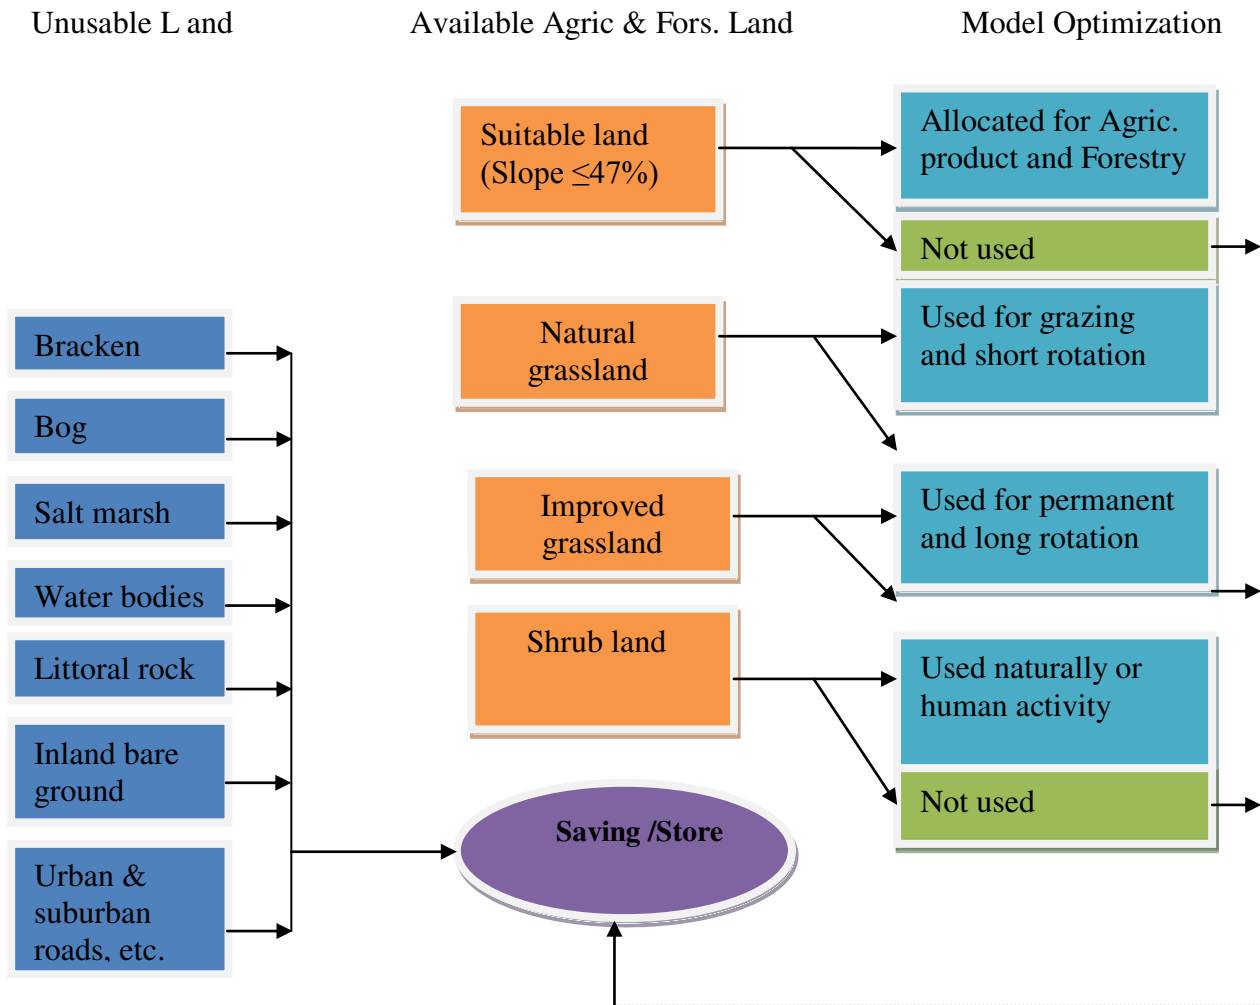 Unusable L and
Available Agric & Fors. Land
Model Optimization
Bracken
Bog
Salt marsh
Water bodies
Littoral rock
Inland bare
ground
Urban &
suburban
roads, etc.
Suitable land
(Slope ≤47%)
Natural
grassland
Improved
grassland
Shrub land
Saving /Store
Allocated for Agric.
product and Forestry
Not used
Used for grazing
and short rotation
Used for permanent
and long rotation
Used naturally or
human activity
Not used